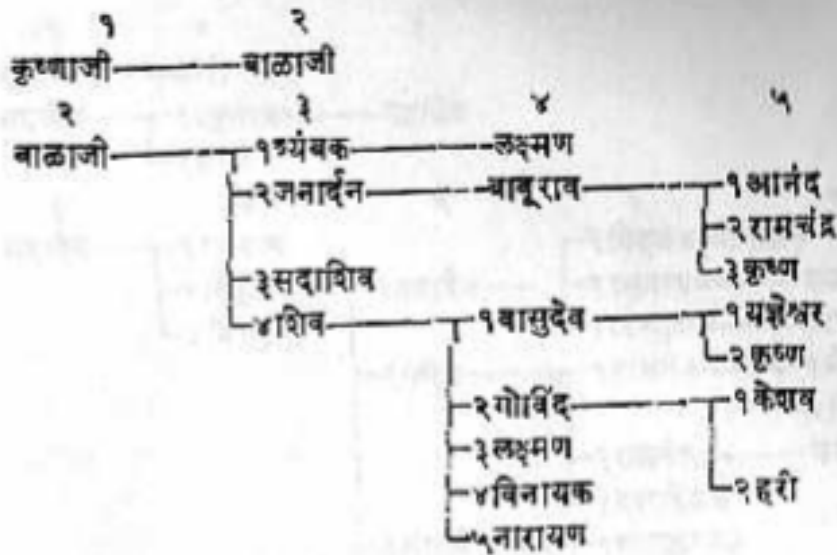 १ २
कृष्णाजी बाळाजी
२ ३ ४ ५
बाळाजी १त्र्यंबक लक्ष्मण
२जनार्दन बाबूराव १आनंद
२रामचंद्र
३कृष्ण
३सदाशिव
४शिव १वासुदेव १यज्ञेश्वर
२कृष्ण
२गोविंद १केशव
३लक्ष्मण
४विनायक २हरी
५नारायण